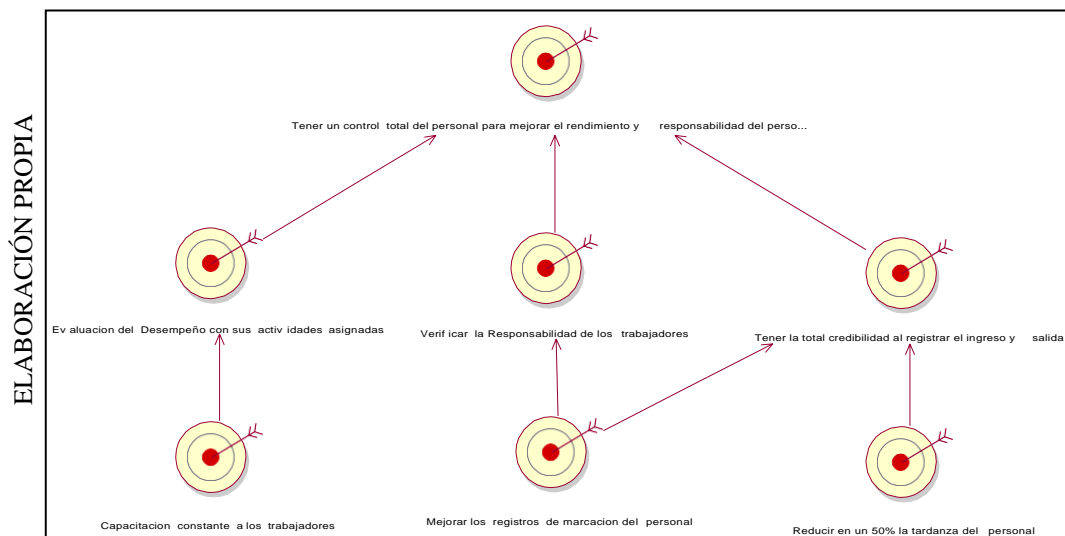 ELABORACIÓN PROPIA
Tener un control total del personal para mejorar el rendimiento y responsabilidad del perso...
Ev aluacion del Desempeño con sus activ idades asignadas
Verif icar la Responsabilidad de los trabajadores
Tener la total credibilidad al registrar el ingreso y salida
Capacitacion constante a los trabajadores
Mejorar los registros de marcacion del personal
Reducir en un 50% la tardanza del personal